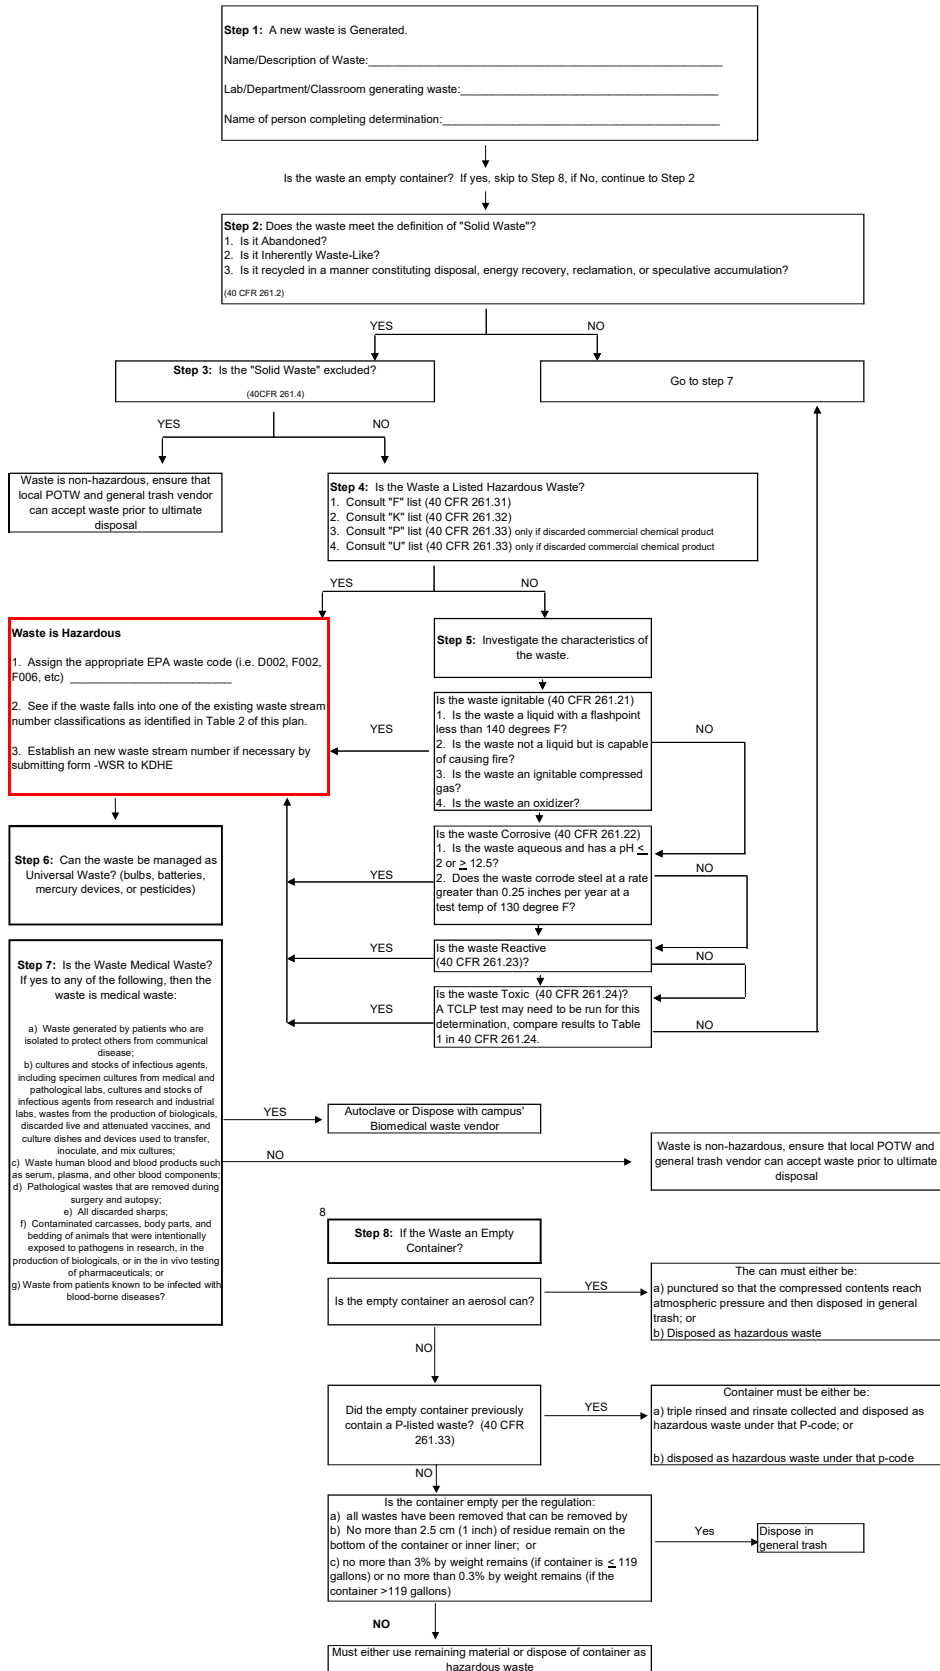 Step 1: A new waste is Generated.
Name/Description of Waste:______________________________________________________
Lab/Department/Classroom generating waste:_______________________________________
Name of person completing determination:__________________________________________
Is the waste an empty container? If yes, skip to Step 8, if No, continue to Step 2
Step 2: Does the waste meet the definition of "Solid Waste"?
1. Is it Abandoned?
2. Is it Inherently Waste-Like?
3. Is it recycled in a manner constituting disposal, energy recovery, reclamation, or speculative accumulation?
(40 CFR 261.2)
YES
NO
Step 3: Is the "Solid Waste" excluded?
(40CFR 261.4)
Go to step 7
YES
NO
Waste is non-hazardous, ensure that
local POTW and general trash vendor
can accept waste prior to ultimate
disposal
Step 4: Is the Waste a Listed Hazardous Waste?
1. Consult "F" list (40 CFR 261.31)
2. Consult "K" list (40 CFR 261.32)
3. Consult "P" list (40 CFR 261.33) only if discarded commercial chemical product
4. Consult "U" list (40 CFR 261.33) only if discarded commercial chemical product
YES
NO
Waste is Hazardous
1. Assign the appropriate EPA waste code (i.e. D002, F002,
F006, etc) _________________________
2. See if the waste falls into one of the existing waste stream
number classifications as identified in Table 2 of this plan.
3. Establish an new waste stream number if necessary by
submitting form -WSR to KDHE
Step 5: Investigate the characteristics of
the waste.
Is the waste ignitable (40 CFR 261.21)
1. Is the waste a liquid with a flashpoint
less than 140 degrees F?
2. Is the waste not a liquid but is capable
of causing fire?
3. Is the waste an ignitable compressed
gas?
4. Is the waste an oxidizer?
YES
NO
Is the waste Corrosive (40 CFR 261.22)
1. Is the waste aqueous and has a pH <
2 or > 12.5?
2. Does the waste corrode steel at a rate
greater than 0.25 inches per year at a
test temp of 130 degree F?
YES
NO
Step 6: Can the waste be managed as
Universal Waste? (bulbs, batteries,
mercury devices, or pesticides)
Is the waste Reactive
(40 CFR 261.23)?
YES
NO
Is the waste Toxic (40 CFR 261.24)?
A TCLP test may need to be run for this
determination, compare results to Table
1 in 40 CFR 261.24.
YES
NO
Step 7: Is the Waste Medical Waste?
If yes to any of the following, then the
waste is medical waste:
a) Waste generated by patients who are
isolated to protect others from communical
disease;
b) cultures and stocks of infectious agents,
including specimen cultures from medical and
pathological labs, cultures and stocks of
infectious agents from research and industrial
labs, wastes from the production of biologicals,
discarded live and attenuated vaccines, and
culture dishes and devices used to transfer,
inoculate, and mix cultures;
c) Waste human blood and blood products such
as serum, plasma, and other blood components;
d) Pathological wastes that are removed during
surgery and autopsy;
e) All discarded sharps;
f) Contaminated carcasses, body parts, and
bedding of animals that were intentionally
exposed to pathogens in research, in the
production of biologicals, or in the in vivo testing
of pharmaceuticals; or
g) Waste from patients known to be infected with
blood-borne diseases?
YES
Autoclave or Dispose with campus'
Biomedical waste vendor
NO
Waste is non-hazardous, ensure that local POTW and
general trash vendor can accept waste prior to ultimate
disposal
8
Step 8: If the Waste an Empty
Container?
Is the empty container an aerosol can?
YES
The can must either be:
a) punctured so that the compressed contents reach
atmospheric pressure and then disposed in general
trash; or
b) Disposed as hazardous waste
NO
Did the empty container previously
contain a P-listed waste? (40 CFR
261.33)
YES
Container must be either be:
a) triple rinsed and rinsate collected and disposed as
hazardous waste under that P-code; or
b) disposed as hazardous waste under that p-code
NO
Is the container empty per the regulation:
a) all wastes have been removed that can be removed by
b) No more than 2.5 cm (1 inch) of residue remain on the
bottom of the container or inner liner; or
c) no more than 3% by weight remains (if container is < 119
gallons) or no more than 0.3% by weight remains (if the
container >119 gallons)
Yes
Dispose in
general trash
NO
Must either use remaining material or dispose of container as
hazardous waste